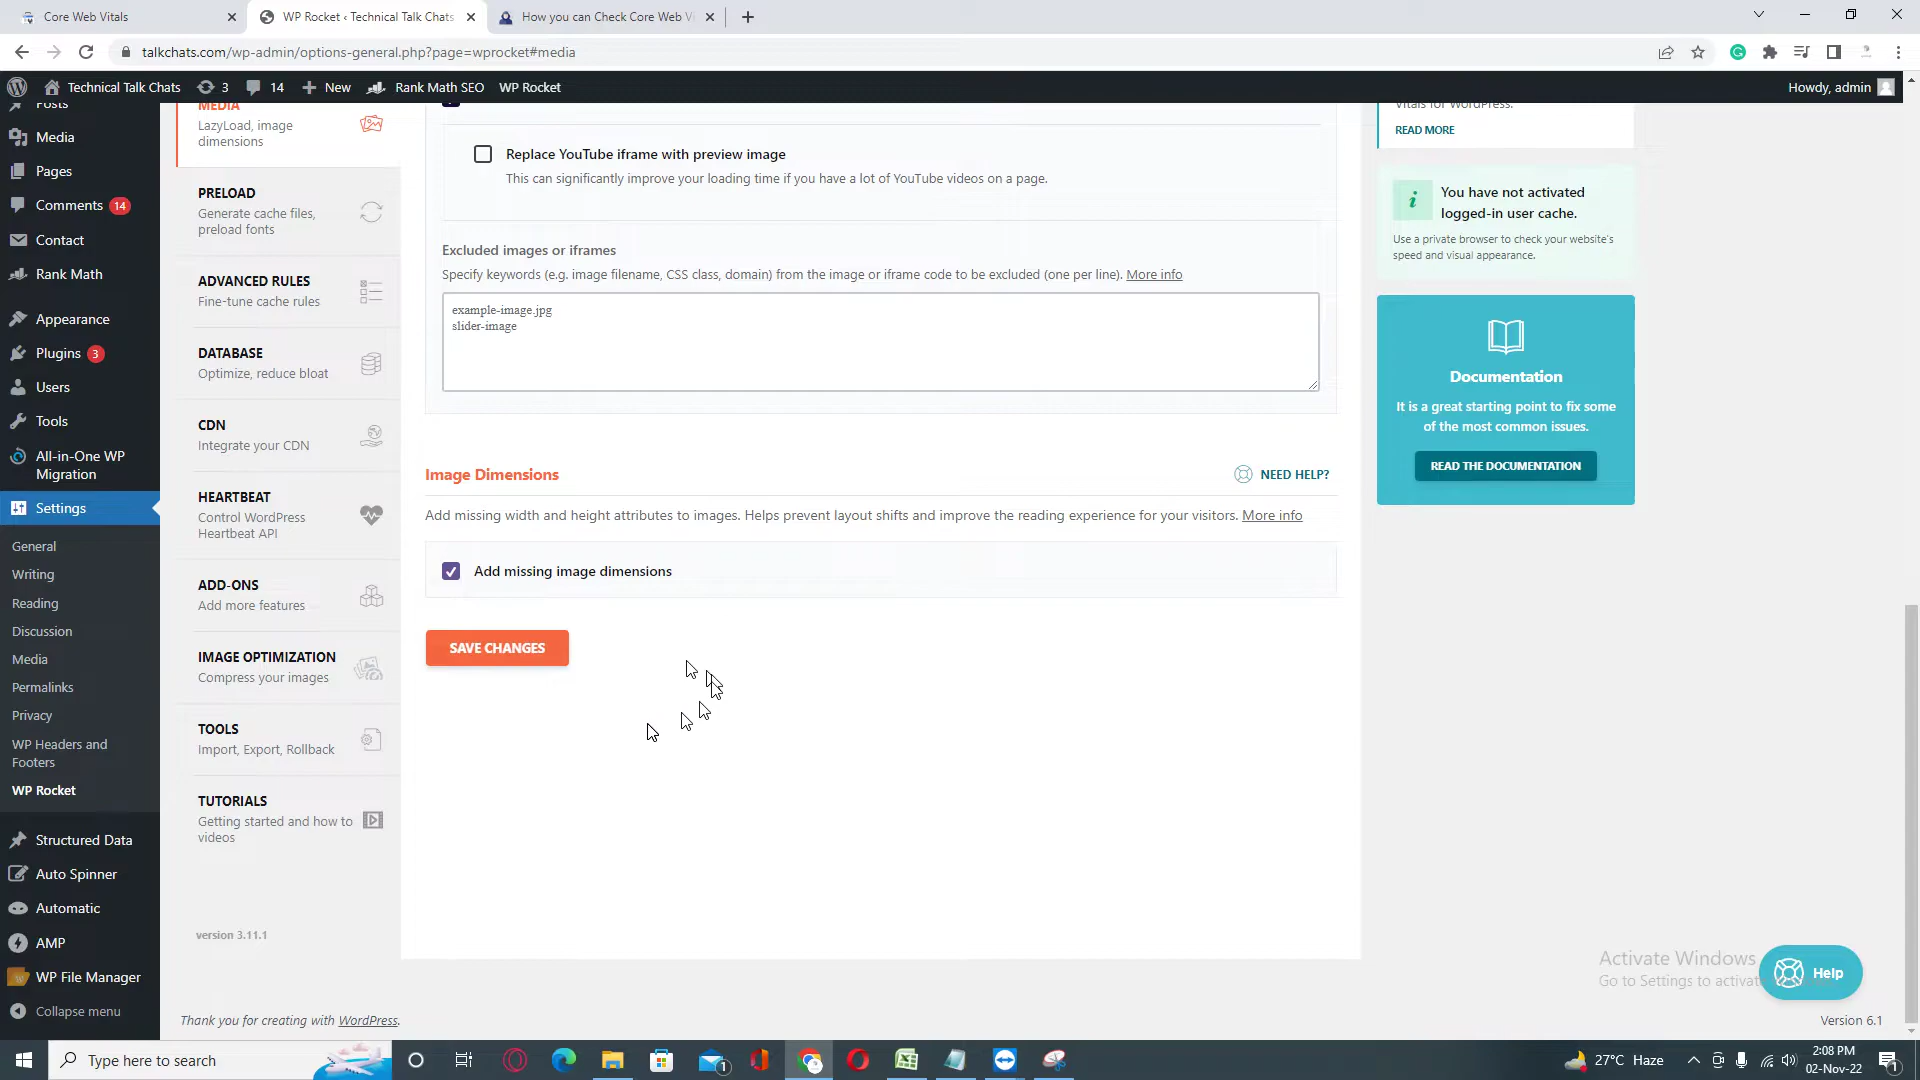 Core Web Vitals
WP Rocket ‹ Technical Talk Chats
How you can Check Core Web Vi
talkchats.com/wp-admin/options-general.php?page=wprocket#media
Technical Talk Chats
3
14
New
Rank Math SEO
WP Rocket
Howdy, admin
Posts
Media
Pages
Comments 14
Contact
Rank Math
Appearance
Plugins 3
Users
Tools
All-in-One WP
Migration
Settings
General
Writing
Reading
Discussion
Media
Permalinks
Privacy
WP Headers and
Footers
WP Rocket
Structured Data
Auto Spinner
Automatic
AMP
WP File Manager
Collapse menu
MEDIA
LazyLoad, image
dimensions
PRELOAD
Generate cache files,
preload fonts
ADVANCED RULES
Fine-tune cache rules
DATABASE
Optimize, reduce bloat
CDN
Integrate your CDN
HEARTBEAT
Control WordPress
Heartbeat API
ADD-ONS
Add more features
IMAGE OPTIMIZATION
Compress your images
TOOLS
Import, Export, Rollback
TUTORIALS
Getting started and how to
videos
version 3.11.1
Replace YouTube iframe with preview image
This can significantly improve your loading time if you have a lot of YouTube videos on a page.
Excluded images or iframes
Specify keywords (e.g. image filename, CSS class, domain) from the image or iframe code to be excluded (one per line). More info
example-image.jpg
slider-image
Image Dimensions
NEED HELP?
Add missing width and height attributes to images. Helps prevent layout shifts and improve the reading experience for your visitors. More info
Add missing image dimensions
SAVE CHANGES
Vitals for WordPress.
READ MORE
You have not activated
logged-in user cache.
Use a private browser to check your website's
speed and visual appearance.
Documentation
It is a great starting point to fix some
of the most common issues.
READ THE DOCUMENTATION
Activate Windows
Go to Settings to activat
Help
Thank you for creating with WordPress.
Version 6.1
Type here to search
1
27°C Haze
2:08 PM
02-Nov-22
1